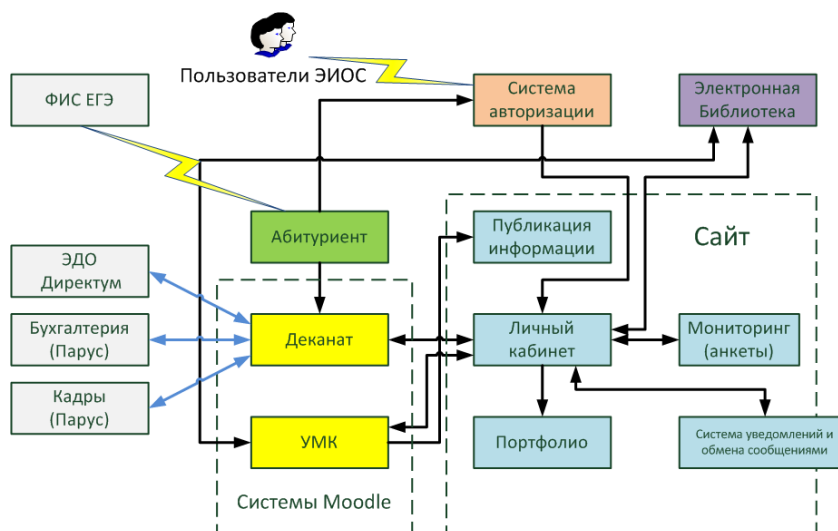 Пользователи ЭИОС
ФИС ЕГЭ
Система
авторизации
Электронная
Библиотека
Абитуриент
Публикация
информации
Сайт
ЭДО
Директум
Бухгалтерия
(Парус)
Деканат
Личный
кабинет
Мониторинг
(анкеты)
Кадры
(Парус)
УМК
Портфолио
Система уведомлений и
обмена сообщениями
Системы Moodle